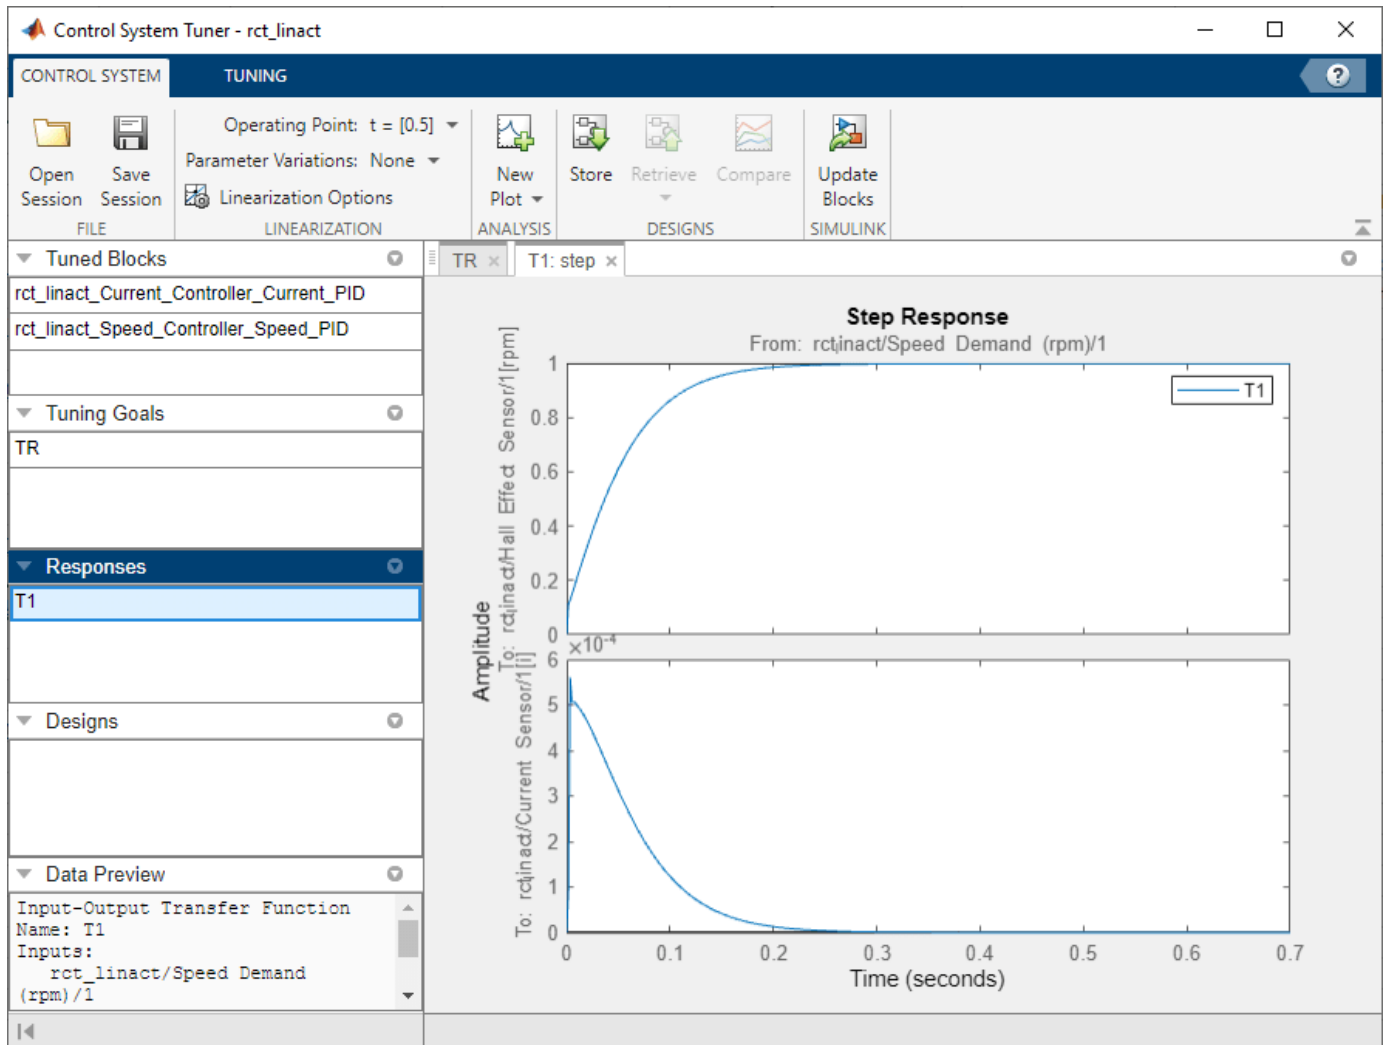 Control System Tuner - rct_linact
CONTROL SYSTEM
TUNING
?
Open Session
Save Session
FILE
Operating Point: t = [0.5]
Parameter Variations: None
Linearization Options
LINEARIZATION
New Plot
ANALYSIS
Store
Retrieve
Compare
DESIGNS
Update Blocks
SIMULINK
Tuned Blocks
rct_linact_Current_Controller_Current_PID
rct_linact_Speed_Controller_Speed_PID
Tuning Goals
TR
Responses
T1
Designs
Data Preview
Input-Output Transfer Function
Name: T1
Inputs:
rct_linact/Speed Demand
(rpm)/1
TR ×
T1: step ×
Step Response
From: rctlinact/Speed Demand (rpm)/1
To: rctlinact/Hall Effect Sensor/1[rpm]
1
0.8
0.6
0.4
0.2
0
T1
Amplitude
To: rctlinact/Current Sensor/1[i]
×10-4
6
5
4
3
2
1
0
0 0.1 0.2 0.3 0.4 0.5 0.6 0.7
Time (seconds)